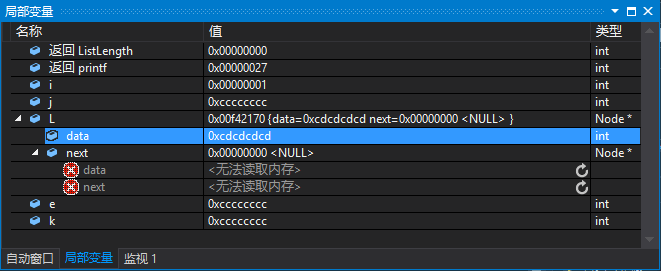 局部变量
名称 值 类型
返回 ListLength 0x00000000 int
返回 printf 0x00000027 int
i 0x00000001 int
j 0xcccccccc int
L 0x00f42170 {data=0xcdcdcdcd next=0x00000000 <NULL> } Node *
data 0xcdcdcdcd int
next 0x00000000 <NULL> Node *
data <无法读取内存>
next <无法读取内存>
e 0xcccccccc int
k 0xcccccccc int
自动窗口 局部变量 监视 1